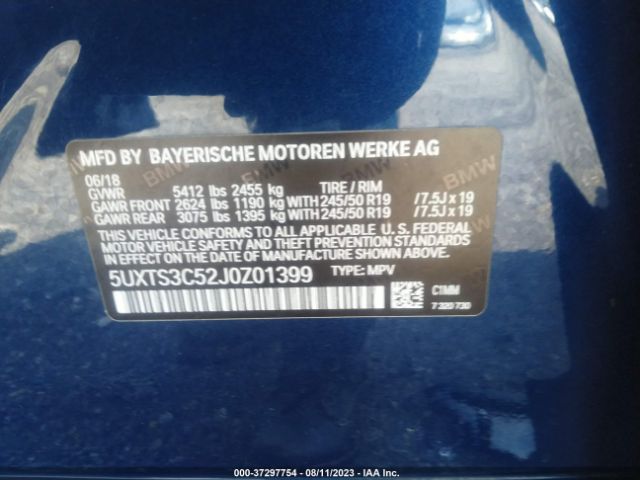 MFD BY BAYERISCHE MOTOREN WERKE AG
06/18
GVWR 5412 lbs 2455 kg TIRE / RIM
GAWR FRONT 2624 lbs 1190 kg WITH 245/50 R19 / 7.5J x 19
GAWR REAR 3075 lbs 1395 kg WITH 245/50 R19 / 7.5J x 19
THIS VEHICLE CONFORMS TO ALL APPLICABLE U. S. FEDERAL
MOTOR VEHICLE SAFETY, BUMPER, AND THEFT PREVENTION STANDARDS
IN EFFECT ON THE DATE OF MANUFACTURE SHOWN ABOVE.
5UXTS3C52J0Z01399 TYPE: MPV
C1MM
7 325 730
000-37297754 - 08/11/2023 - IAA Inc.